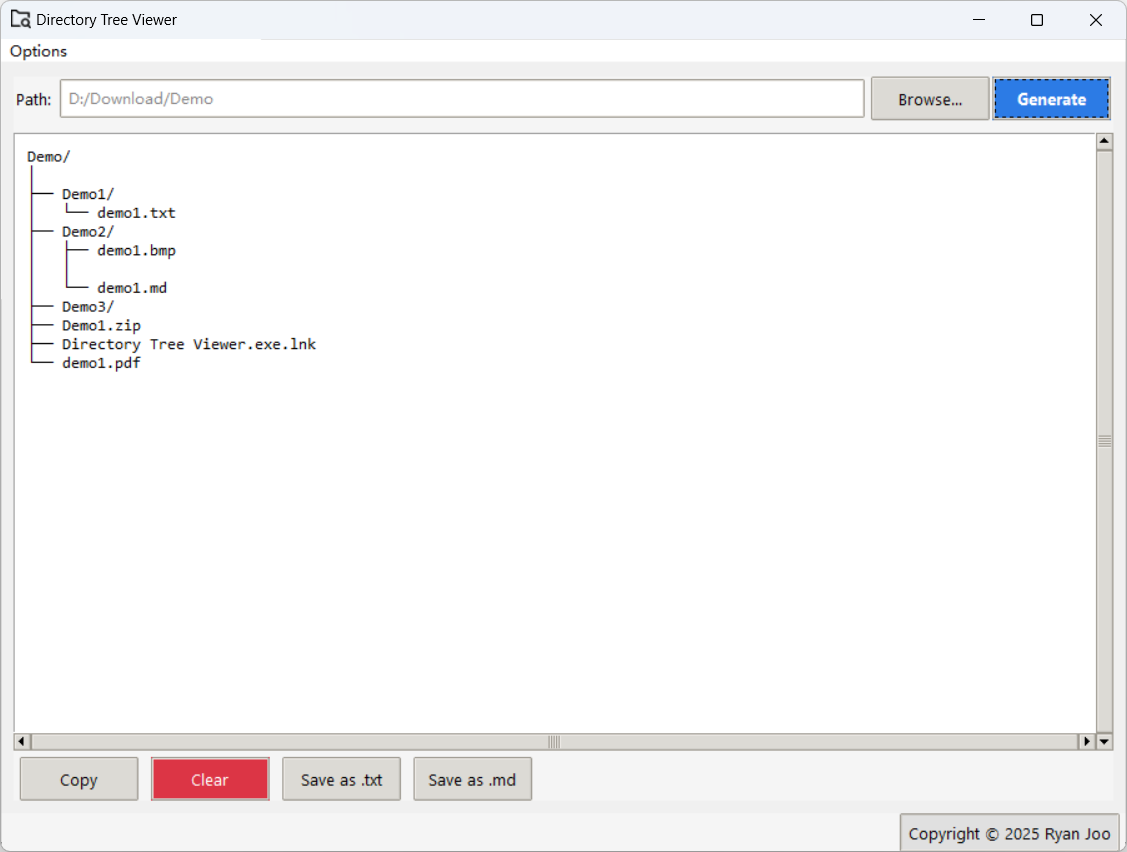 Directory Tree Viewer
Options
Path: D:/Download/Demo Browse... Generate
Demo/
│
├── Demo1/
│   └── demo1.txt
├── Demo2/
│   ├── demo1.bmp
│   │
│   └── demo1.md
├── Demo3/
├── Demo1.zip
├── Directory Tree Viewer.exe.lnk
└── demo1.pdf
Copy Clear Save as .txt Save as .md
Copyright © 2025 Ryan Joo